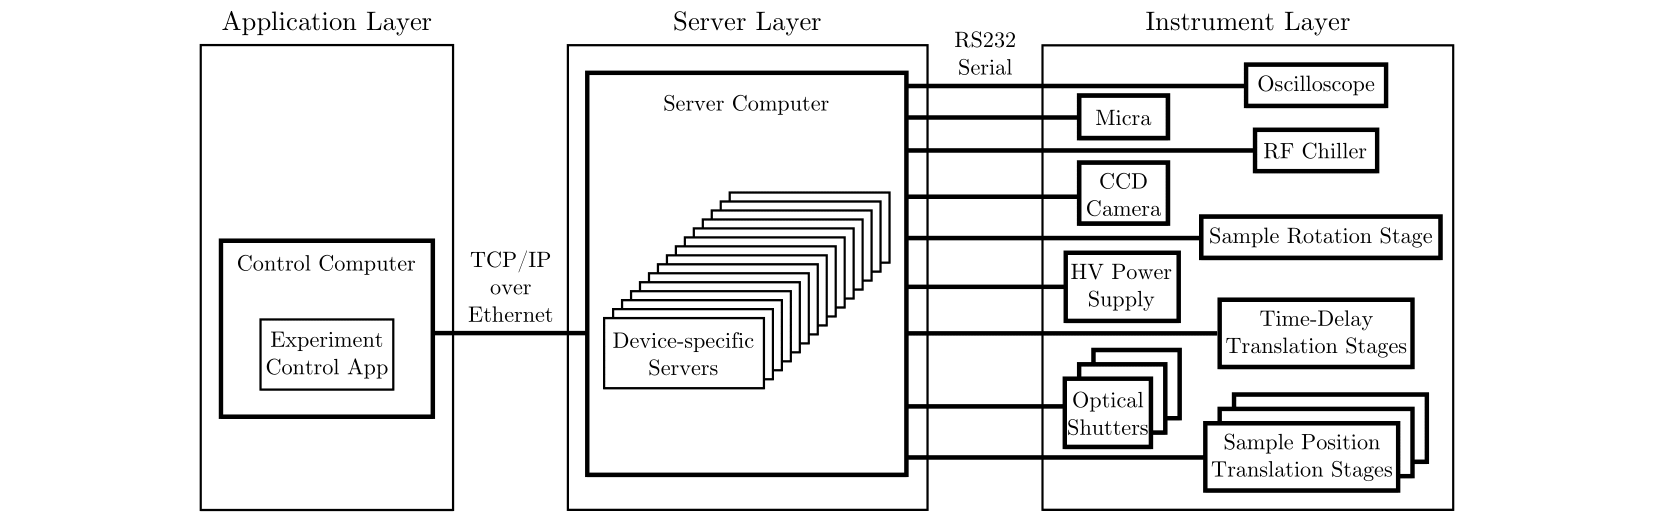 Application Layer
Control Computer
Experiment
Control App
TCP/IP
over
Ethernet
Server Layer
Server Computer
Device-specific
Servers
RS232
Serial
Instrument Layer
Oscilloscope
Micra
RF Chiller
CCD
Camera
Sample Rotation Stage
HV Power
Supply
Time-Delay
Translation Stages
Optical
Shutters
Sample Position
Translation Stages